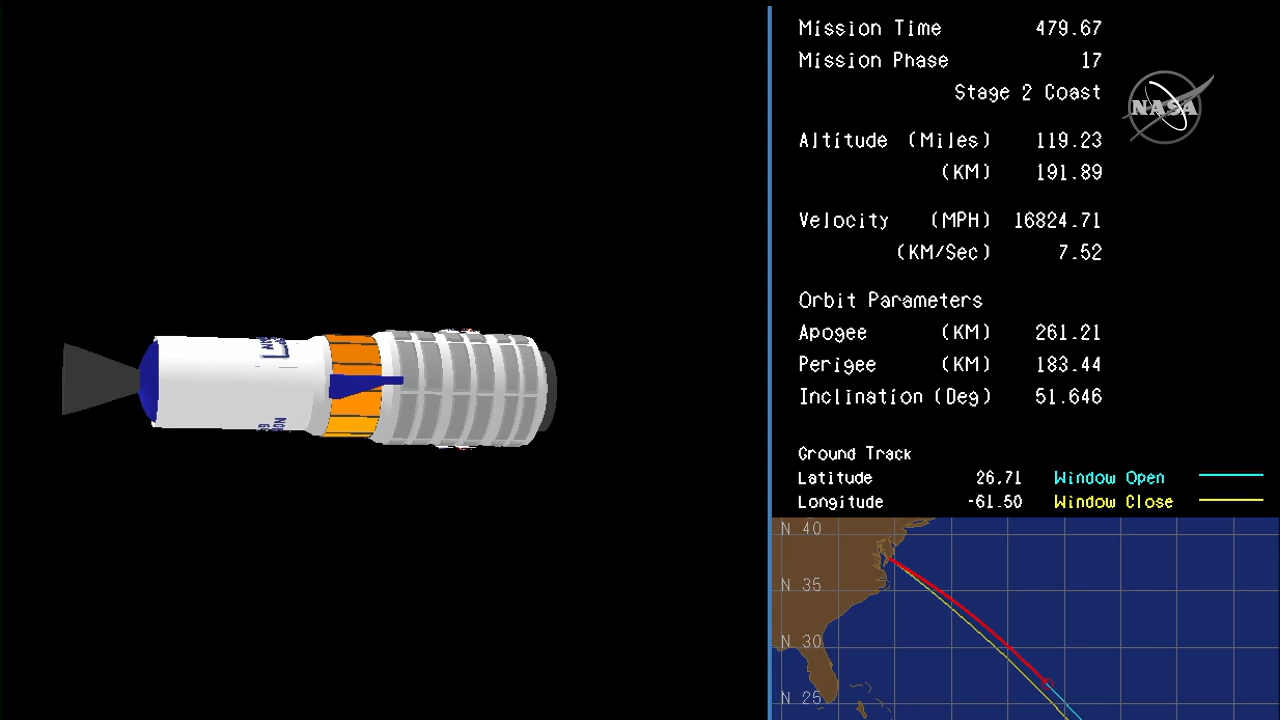 Mission Time 479.67
Mission Phase 17
Stage 2 Coast
NASA
Altitude (Miles) 119.23
(KM) 191.89
Velocity (MPH) 16824.71
(KM/Sec) 7.52
Orbit Parameters
Apogee (KM) 261.21
Perigee (KM) 183.44
Inclination (Deg) 51.646
Ground Track
Latitude 26.71 Window Open
Longitude -61.50 Window Close
N 40
N 35
N 30
N 25